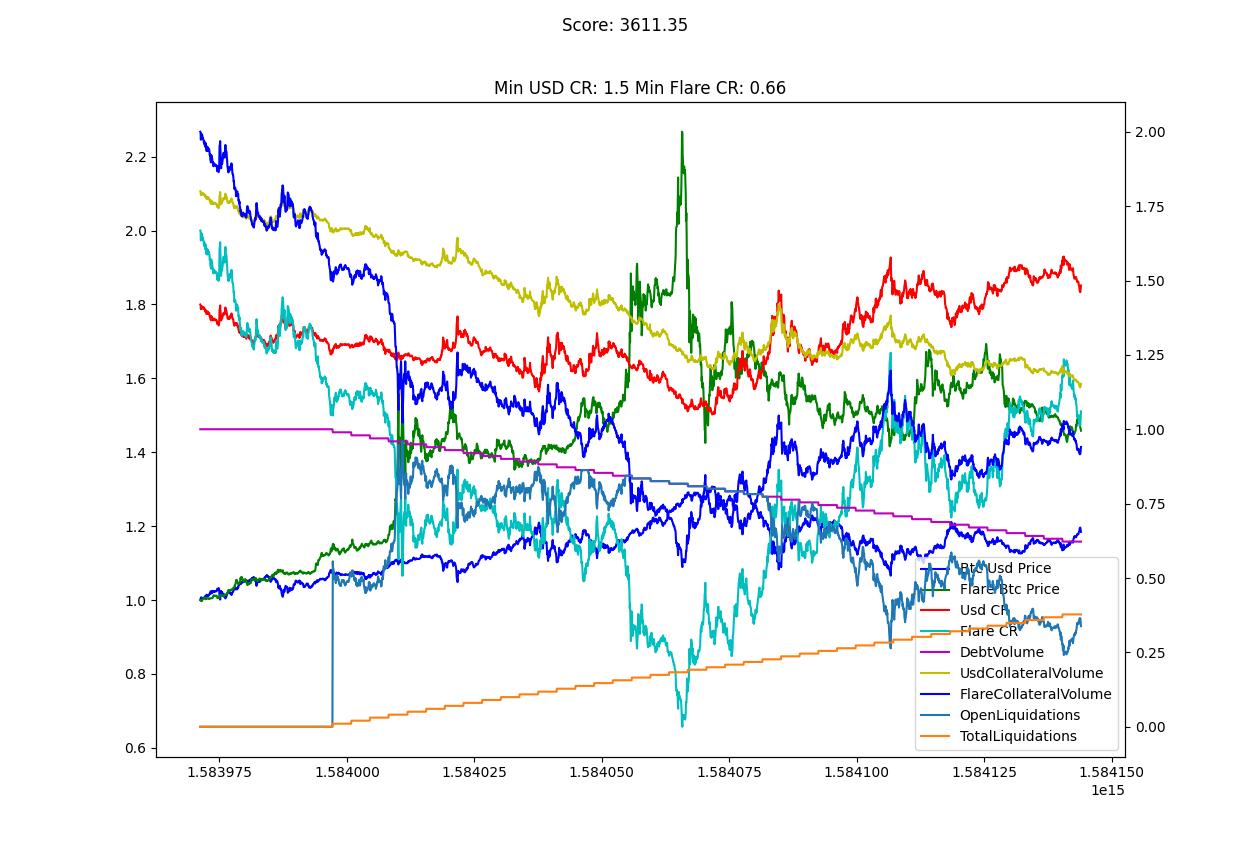 Score: 3611.35
Min USD CR: 1.5 Min Flare CR: 0.66
2.2
2.0
1.8
1.6
1.4
1.2
1.0
0.8
0.6
2.00
1.75
1.50
1.25
1.00
0.75
0.50
0.25
0.00
Btc Usd Price
Flare Btc Price
Usd CR
Flare CR
DebtVolume
UsdCollateralVolume
FlareCollateralVolume
OpenLiquidations
TotalLiquidations
1.583975
1.584000
1.584025
1.584050
1.584075
1.584100
1.584125
1.584150
1e15